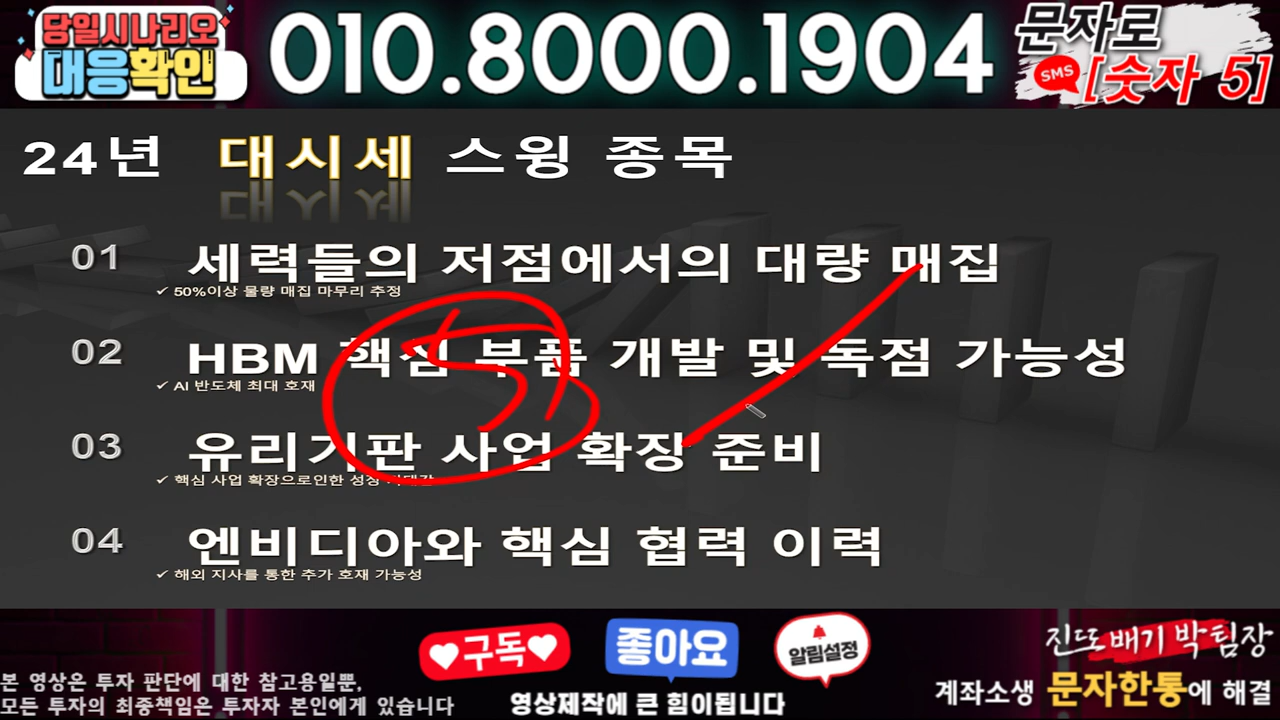 당일시나리오
대응확인
010.8000.1904
문자로
SMS [숫자 5]
24년 대시세 스윙 종목
01 세력들의 저점에서의 대량 매집
✓ 50%이상 물량 매집 마무리 추정
02 HBM 핵심 부품 개발 및 독점 가능성
✓ AI 반도체 최대 호재
03 유리기판 사업 확장 준비
✓ 핵심 사업 확장으로인한 성장 기대감
04 엔비디아와 핵심 협력 이력
✓ 해외 지사를 통한 추가 호재 가능성
5
구독
좋아요
알림설정
영상제작에 큰 힘이됩니다
본 영상은 투자 판단에 대한 참고용일뿐,
모든 투자의 최종책임은 투자자 본인에게 있습니다
진또배기 박팀장
계좌소생 문자한통에 해결